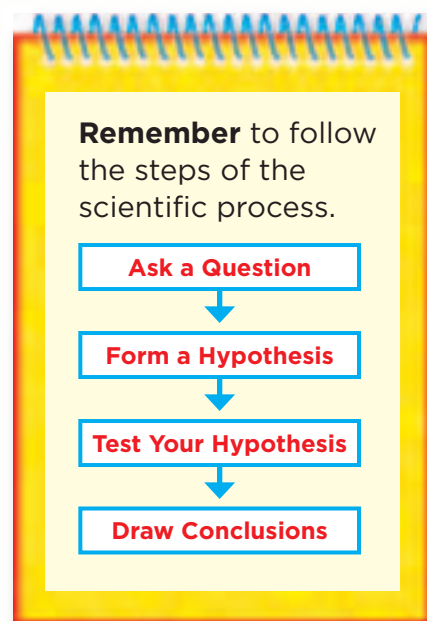 Remember to follow
the steps of the
scientific process.
Ask a Question
Form a Hypothesis
Test Your Hypothesis
Draw Conclusions